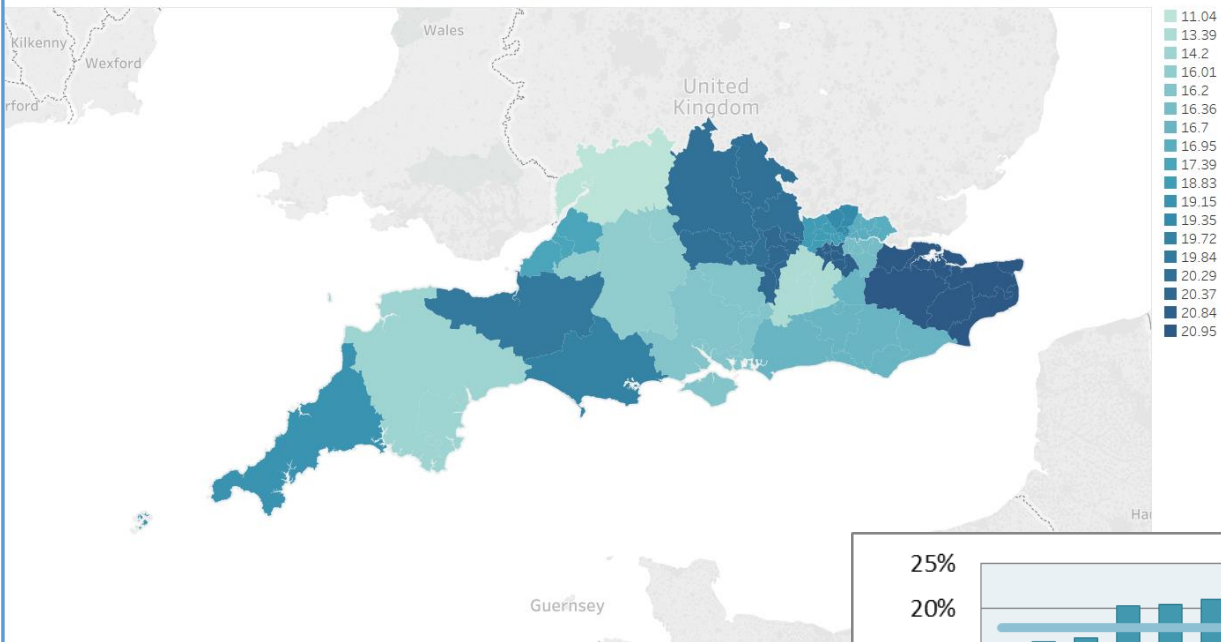 Kilkenny
Wexford
rford
Wales
United
Kingdom
Guernsey
Ha
11.04
13.39
14.2
16.01
16.2
16.36
16.7
16.95
17.39
18.83
19.15
19.35
19.72
19.84
20.29
20.37
20.84
20.95
25%
20%